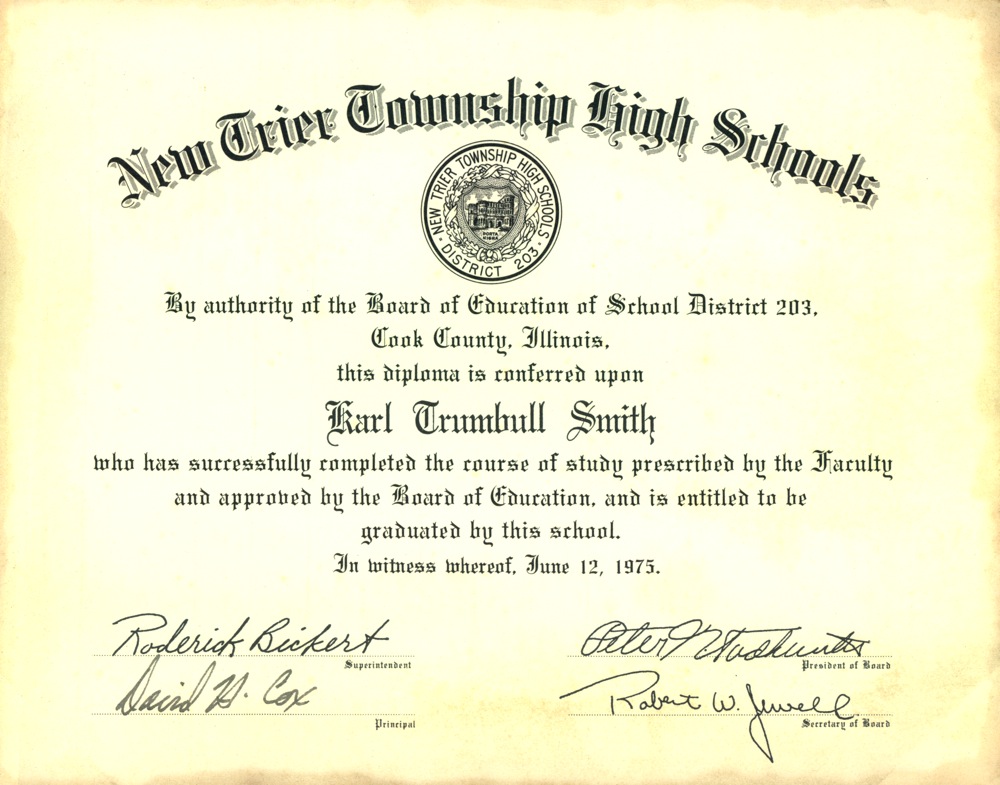 New Trier Township High Schools
NEW TRIER TOWNSHIP HIGH SCHOOLS
PORTA
NIGRA
· DISTRICT 203 ·
By authority of the Board of Education of School District 203,
Cook County, Illinois,
this diploma is conferred upon
Karl Trumbull Smith
who has successfully completed the course of study prescribed by the Faculty
and approved by the Board of Education, and is entitled to be
graduated by this school.
In witness whereof, June 12, 1975.
Roderick Bickert
Superintendent
David H. Cox
Principal
Peter
President of Board
Robert W. Jewell
Secretary of Board